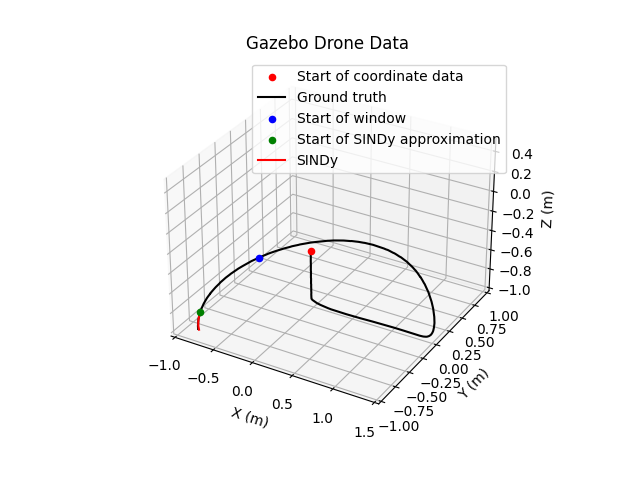 Gazebo Drone Data
Start of coordinate data
Ground truth
Start of window
Start of SINDy approximation
SINDy
0.4
0.2
0.0
−0.2
−0.4
−0.6
−0.8
−1.0
Z (m)
1.00
0.75
0.50
0.25
0.00
−0.25
−0.50
−0.75
−1.00
Y (m)
−1.0
−0.5
0.0
0.5
1.0
1.5
X (m)